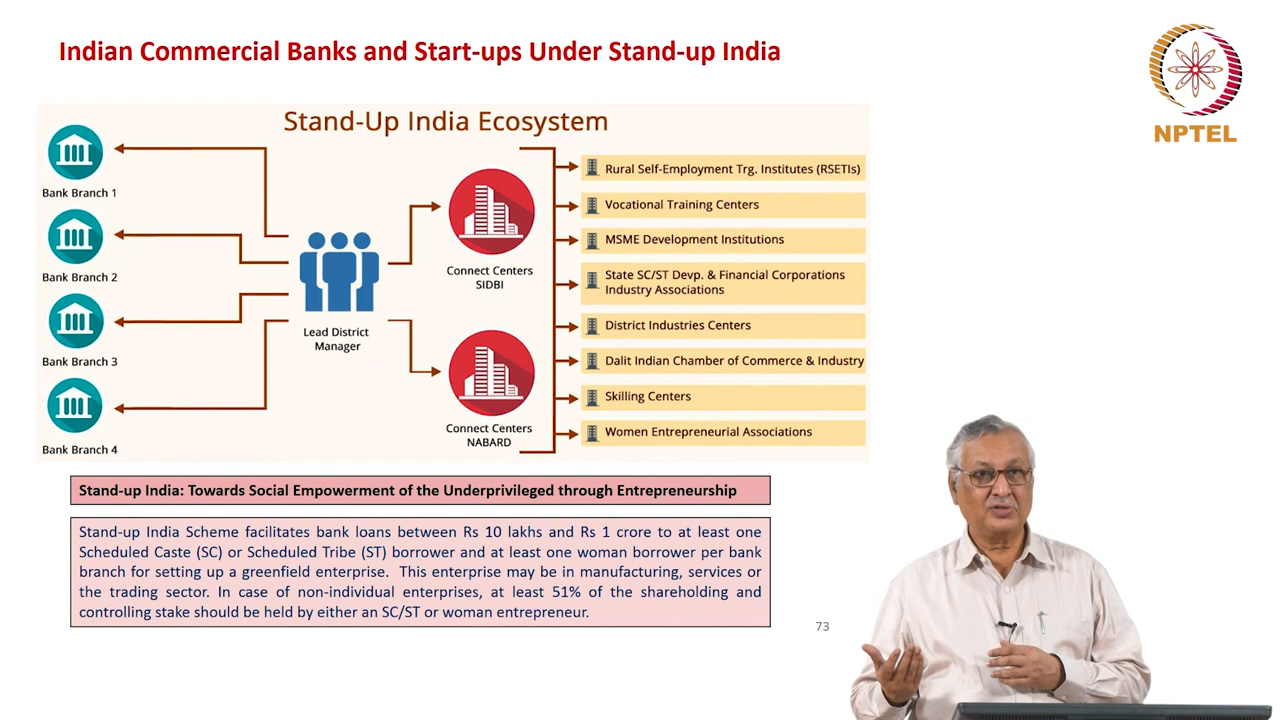 Indian Commercial Banks and Start-ups Under Stand-up India
NPTEL
Stand-Up India Ecosystem
Bank Branch 1
Bank Branch 2
Bank Branch 3
Bank Branch 4
Lead District
Manager
Connect Centers
SIDBI
Connect Centers
NABARD
Rural Self-Employment Trg. Institutes (RSETIs)
Vocational Training Centers
MSME Development Institutions
State SC/ST Devp. & Financial Corporations
Industry Associations
District Industries Centers
Dalit Indian Chamber of Commerce & Industry
Skilling Centers
Women Entrepreneurial Associations
Stand-up India: Towards Social Empowerment of the Underprivileged through Entrepreneurship
Stand-up India Scheme facilitates bank loans between Rs 10 lakhs and Rs 1 crore to at least one
Scheduled Caste (SC) or Scheduled Tribe (ST) borrower and at least one woman borrower per bank
branch for setting up a greenfield enterprise. This enterprise may be in manufacturing, services or
the trading sector. In case of non-individual enterprises, at least 51% of the shareholding and
controlling stake should be held by either an SC/ST or woman entrepreneur.
73